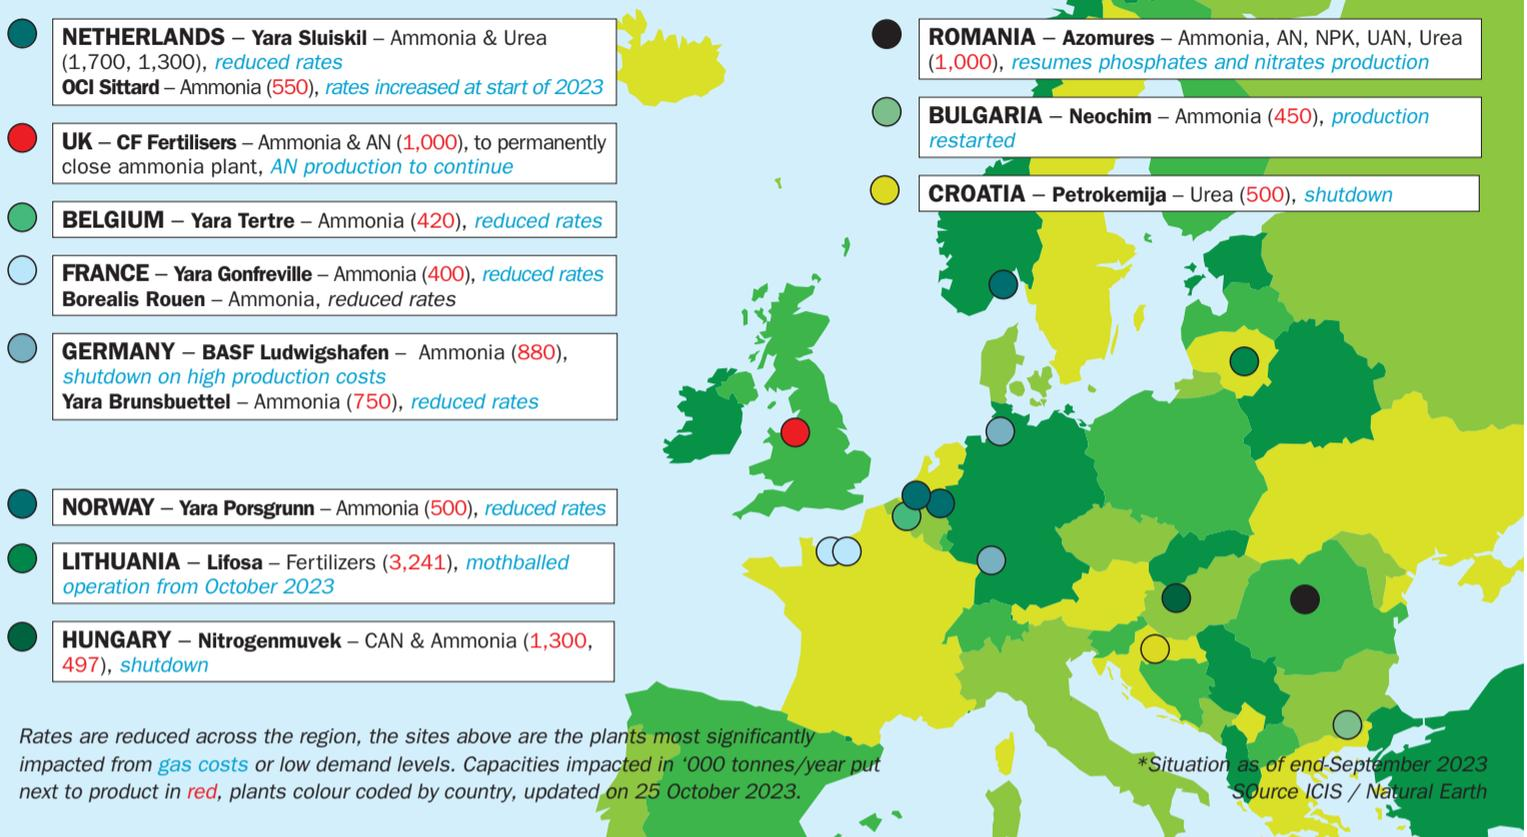 NETHERLANDS – Yara Sluiskil – Ammonia & Urea
(1,700, 1,300), reduced rates
OCI Sittard – Ammonia (550), rates increased at start of 2023
UK – CF Fertilisers – Ammonia & AN (1,000), to permanently
close ammonia plant, AN production to continue
BELGIUM – Yara Tertre – Ammonia (420), reduced rates
FRANCE – Yara Gonfreville – Ammonia (400), reduced rates
Borealis Rouen – Ammonia, reduced rates
GERMANY – BASF Ludwigshafen – Ammonia (880),
shutdown on high production costs
Yara Brunsbuettel – Ammonia (750), reduced rates
NORWAY – Yara Porsgrunn – Ammonia (500), reduced rates
LITHUANIA – Lifosa – Fertilizers (3,241), mothballed
operation from October 2023
HUNGARY – Nitrogenmuvek – CAN & Ammonia (1,300,
497), shutdown
ROMANIA – Azomures – Ammonia, AN, NPK, UAN, Urea
(1,000), resumes phosphates and nitrates production
BULGARIA – Neochim – Ammonia (450), production
restarted
CROATIA – Petrokemija – Urea (500), shutdown
Rates are reduced across the region, the sites above are the plants most significantly
impacted from gas costs or low demand levels. Capacities impacted in ‘000 tonnes/year put
next to product in red, plants colour coded by country, updated on 25 October 2023.
*Situation as of end-September 2023
SOurce ICIS / Natural Earth